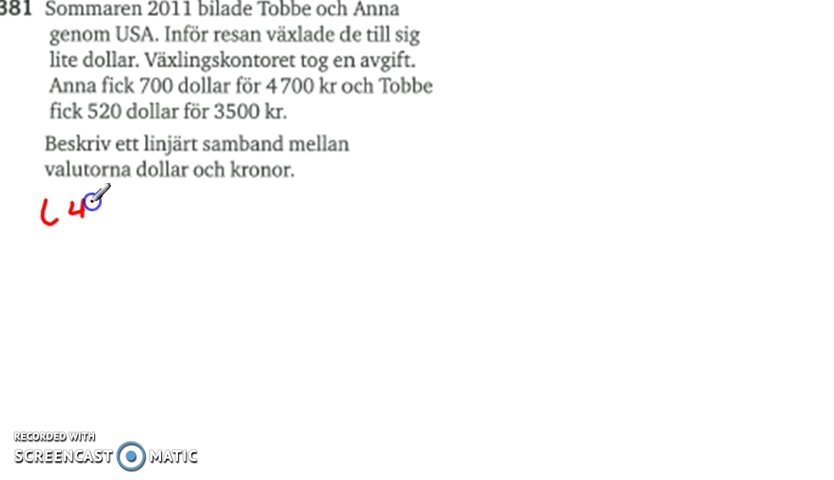 381 Sommaren 2011 bilade Tobbe och Anna
genom USA. Inför resan växlade de till sig
lite dollar. Växlingskontoret tog en avgift.
Anna fick 700 dollar för 4 700 kr och Tobbe
fick 520 dollar för 3500 kr.
Beskriv ett linjärt samband mellan
valutorna dollar och kronor.
( 4
RECORDED WITH
SCREENCAST MATIC